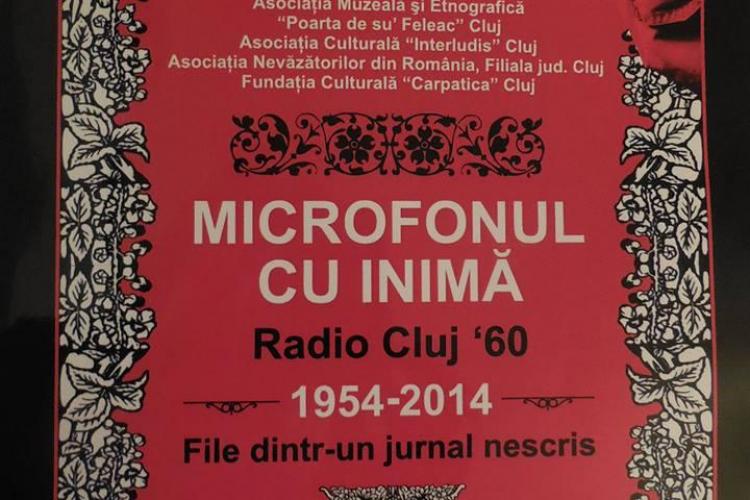 Asociația Muzeală și Etnografică
“Poarta de su’ Feleac” Cluj
Asociația Culturală “Interludis” Cluj
Asociația Nevăzătorilor din România, Filiala jud. Cluj
Fundația Culturală “Carpatica” Cluj
MICROFONUL
CU INIMĂ
Radio Cluj ‘60
1954-2014
File dintr-un jurnal nescris